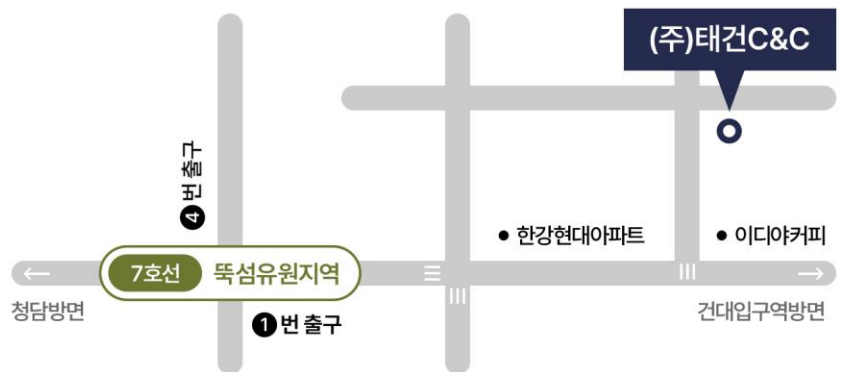 (주)태건C&C
4번 출구
한강현대아파트
이디야커피
7호선 뚝섬유원지역
청담방면
건대입구역방면
1번 출구